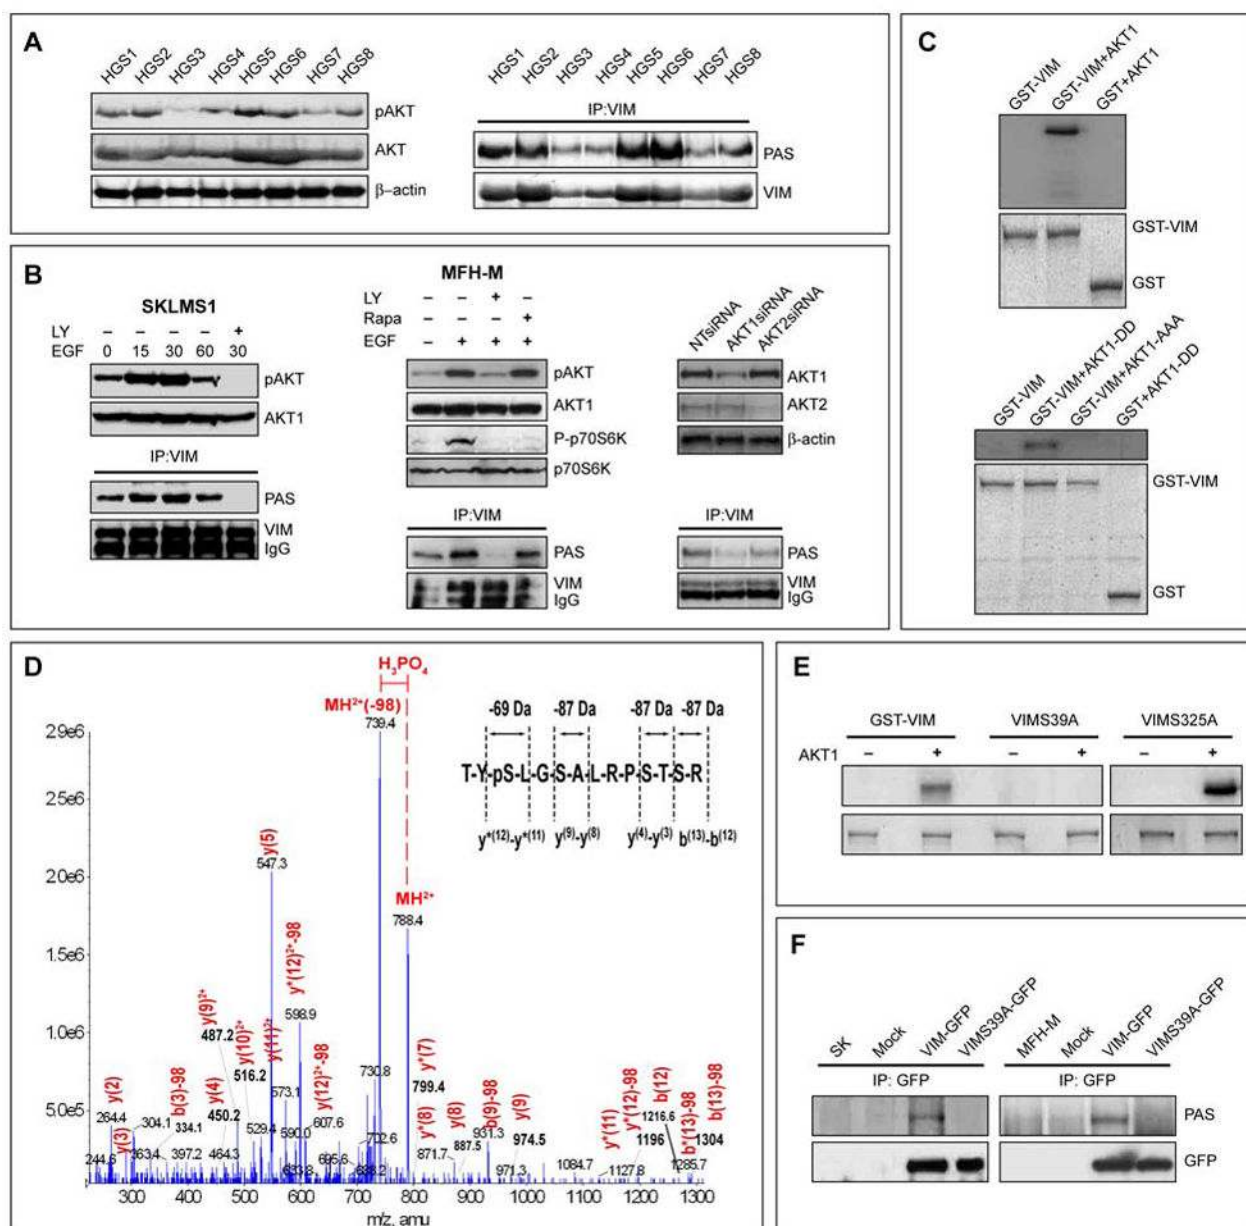 A
HGS1 HGS2 HGS3 HGS4 HGS5 HGS6 HGS7 HGS8
pAKT
AKT
β–actin
HGS1 HGS2 HGS3 HGS4 HGS5 HGS6 HGS7 HGS8
IP:VIM
PAS
VIM
B
SKLMS1
LY – – – – +
EGF 0 15 30 60 30
pAKT
AKT1
IP:VIM
PAS
VIM
IgG
MFH-M
LY – – + –
Rapa – – – +
EGF – + + +
pAKT
AKT1
P-p70S6K
p70S6K
IP:VIM
PAS
VIM
IgG
NTsiRNA AKT1siRNA AKT2siRNA
AKT1
AKT2
β-actin
IP:VIM
PAS
VIM
IgG
C
GST-VIM GST-VIM+AKT1 GST+AKT1
GST-VIM
GST
GST-VIM GST-VIM+AKT1-DD GST-VIM+AKT1-AAA GST+AKT1-DD
GST-VIM
GST
D
H₃PO₄
MH²⁺(-98)
739.4
-69 Da -87 Da -87 Da -87 Da
T-Y-pS-L-G-S-A-L-R-P-S-T-S-R
y*(12)-y*(11) y(9)-y(8) y(4)-y(3) b(13)-b(12)
MH²⁺
788.4
29e6
25e6
20e6
1.5e6
1.0e6
5.0e5
y(5)
547.3
y*(12)²⁺-98
598.9
y(9)²⁺
487.2
y(10)²⁺
516.2
y(11)²⁺
573.1
y(12)²⁺-98
607.6
590.0
730.8
702.6
y(2)
264.4
y(3)
304.1
b(3)-98
334.1
y(4)
450.2
529.4
244.6
363.4
397.2
464.3
695.6
688.2
y*(7)
799.4
y*(8)
871.7
y(8)
887.5
b(9)-98
931.3
y(9)
974.5
971.3
1084.7
y*(11)
1127.8
y*(12)-98
1196
b(12)
1216.6
b*(13)-98
1285.7
b(13)-98
1304
300 400 500 600 700 800 900 1000 1100 1200 1300
m/z, amu
E
GST-VIM VIMS39A VIMS325A
AKT1 – + – + – +
F
SK Mock VIM-GFP VIMS39A-GFP MFH-M Mock VIM-GFP VIMS39A-GFP
IP: GFP IP: GFP
PAS
GFP